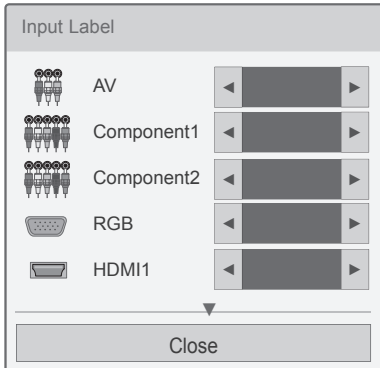 Input Label
AV
Component1
Component2
RGB
HDMI1
Close